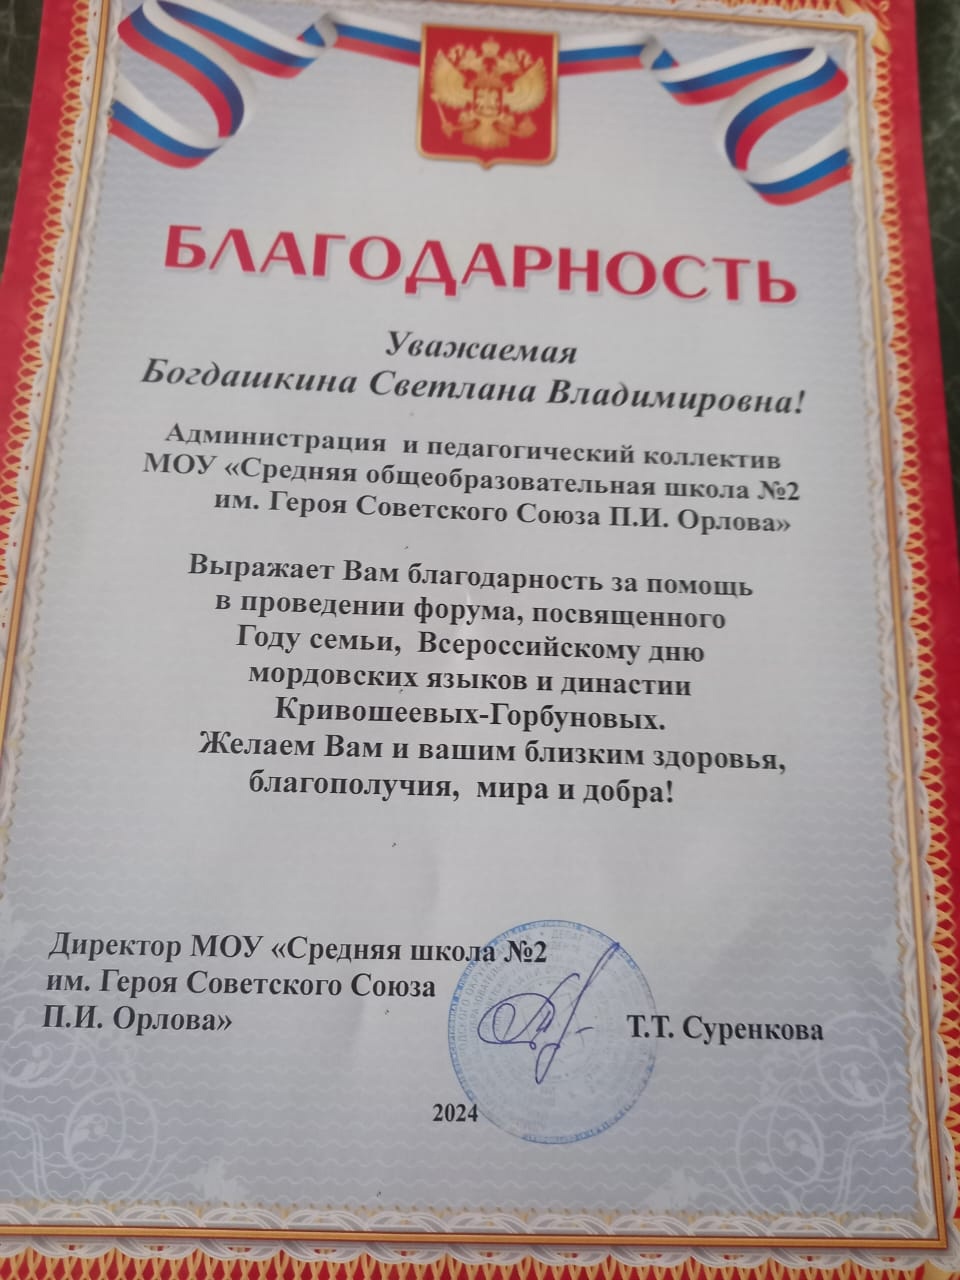 БЛАГОДАРНОСТЬ
Уважаемая
Богдашкина Светлана Владимировна!
Администрация и педагогический коллектив
МОУ «Средняя общеобразовательная школа №2
им. Героя Советского Союза П.И. Орлова»
Выражает Вам благодарность за помощь
в проведении форума, посвященного
Году семьи, Всероссийскому дню
мордовских языков и династии
Кривошеевых-Горбуновых.
Желаем Вам и вашим близким здоровья,
благополучия, мира и добра!
Директор МОУ «Средняя школа №2
им. Героя Советского Союза
П.И. Орлова»
Т.Т. Суренкова
2024